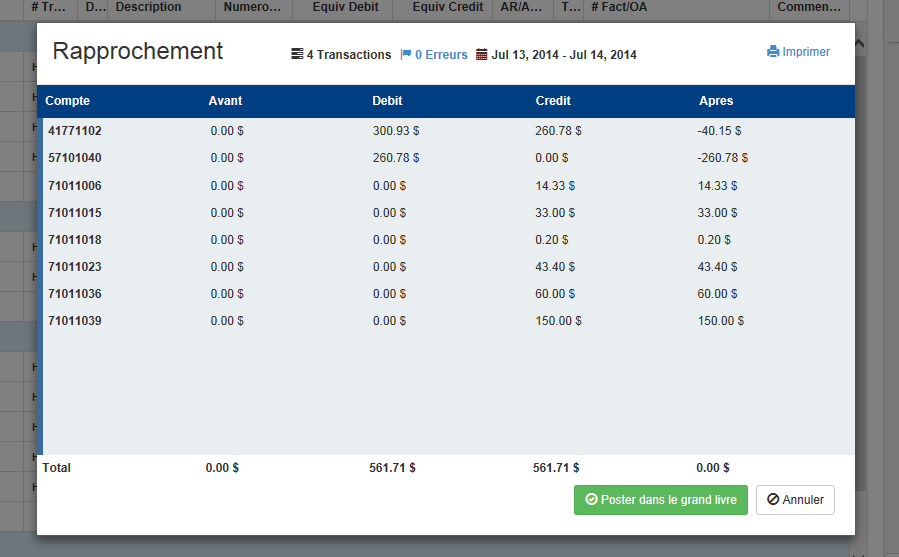 # Tr... D... Description Numero... Equiv Debit Equiv Credit AR/A... T... # Fact/OA Commen...
Rapprochement 4 Transactions 0 Erreurs Jul 13, 2014 - Jul 14, 2014 Imprimer
Compte Avant Debit Credit Apres
41771102 0.00 $ 300.93 $ 260.78 $ -40.15 $
57101040 0.00 $ 260.78 $ 0.00 $ -260.78 $
71011006 0.00 $ 0.00 $ 14.33 $ 14.33 $
71011015 0.00 $ 0.00 $ 33.00 $ 33.00 $
71011018 0.00 $ 0.00 $ 0.20 $ 0.20 $
71011023 0.00 $ 0.00 $ 43.40 $ 43.40 $
71011036 0.00 $ 0.00 $ 60.00 $ 60.00 $
71011039 0.00 $ 0.00 $ 150.00 $ 150.00 $
Total 0.00 $ 561.71 $ 561.71 $ 0.00 $
Poster dans le grand livre Annuler